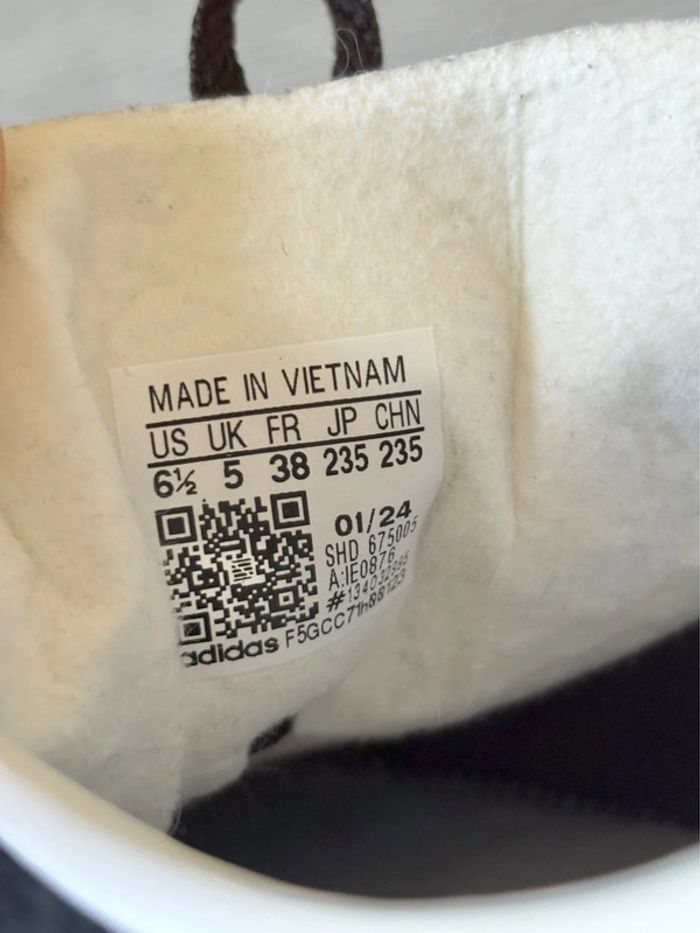 MADE IN VIETNAM
US UK FR JP CHN
6½ 5 38 235 235
01/24
SHD 675005
A:IE0876
adidas